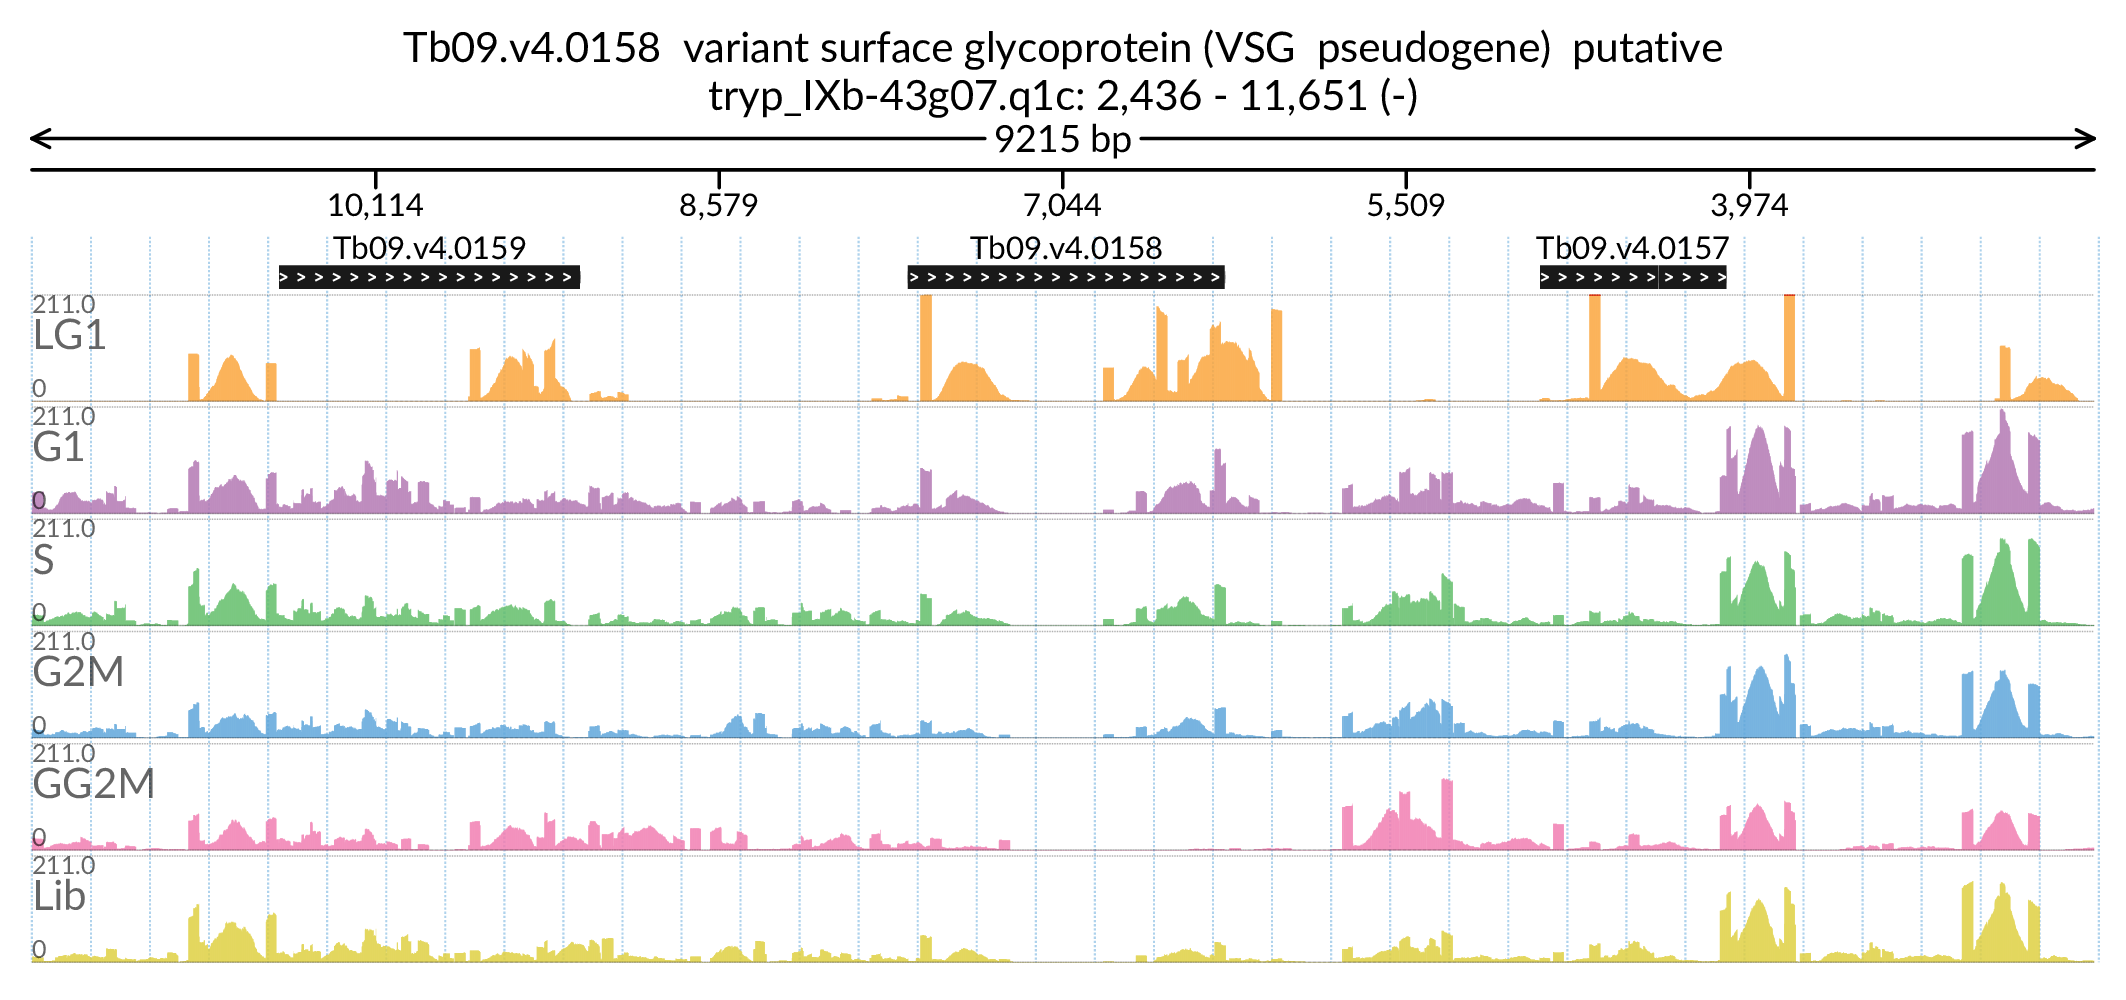 Tb09.v4.0158 variant surface glycoprotein (VSG pseudogene) putative
tryp_IXb-43g07.q1c: 2,436 - 11,651 (-)
9215 bp
10,114 8,579 7,044 5,509 3,974
Tb09.v4.0159 Tb09.v4.0158 Tb09.v4.0157
211.0
LG1
0
211.0
G1
0
211.0
S
0
211.0
G2M
0
211.0
GG2M
0
211.0
Lib
0